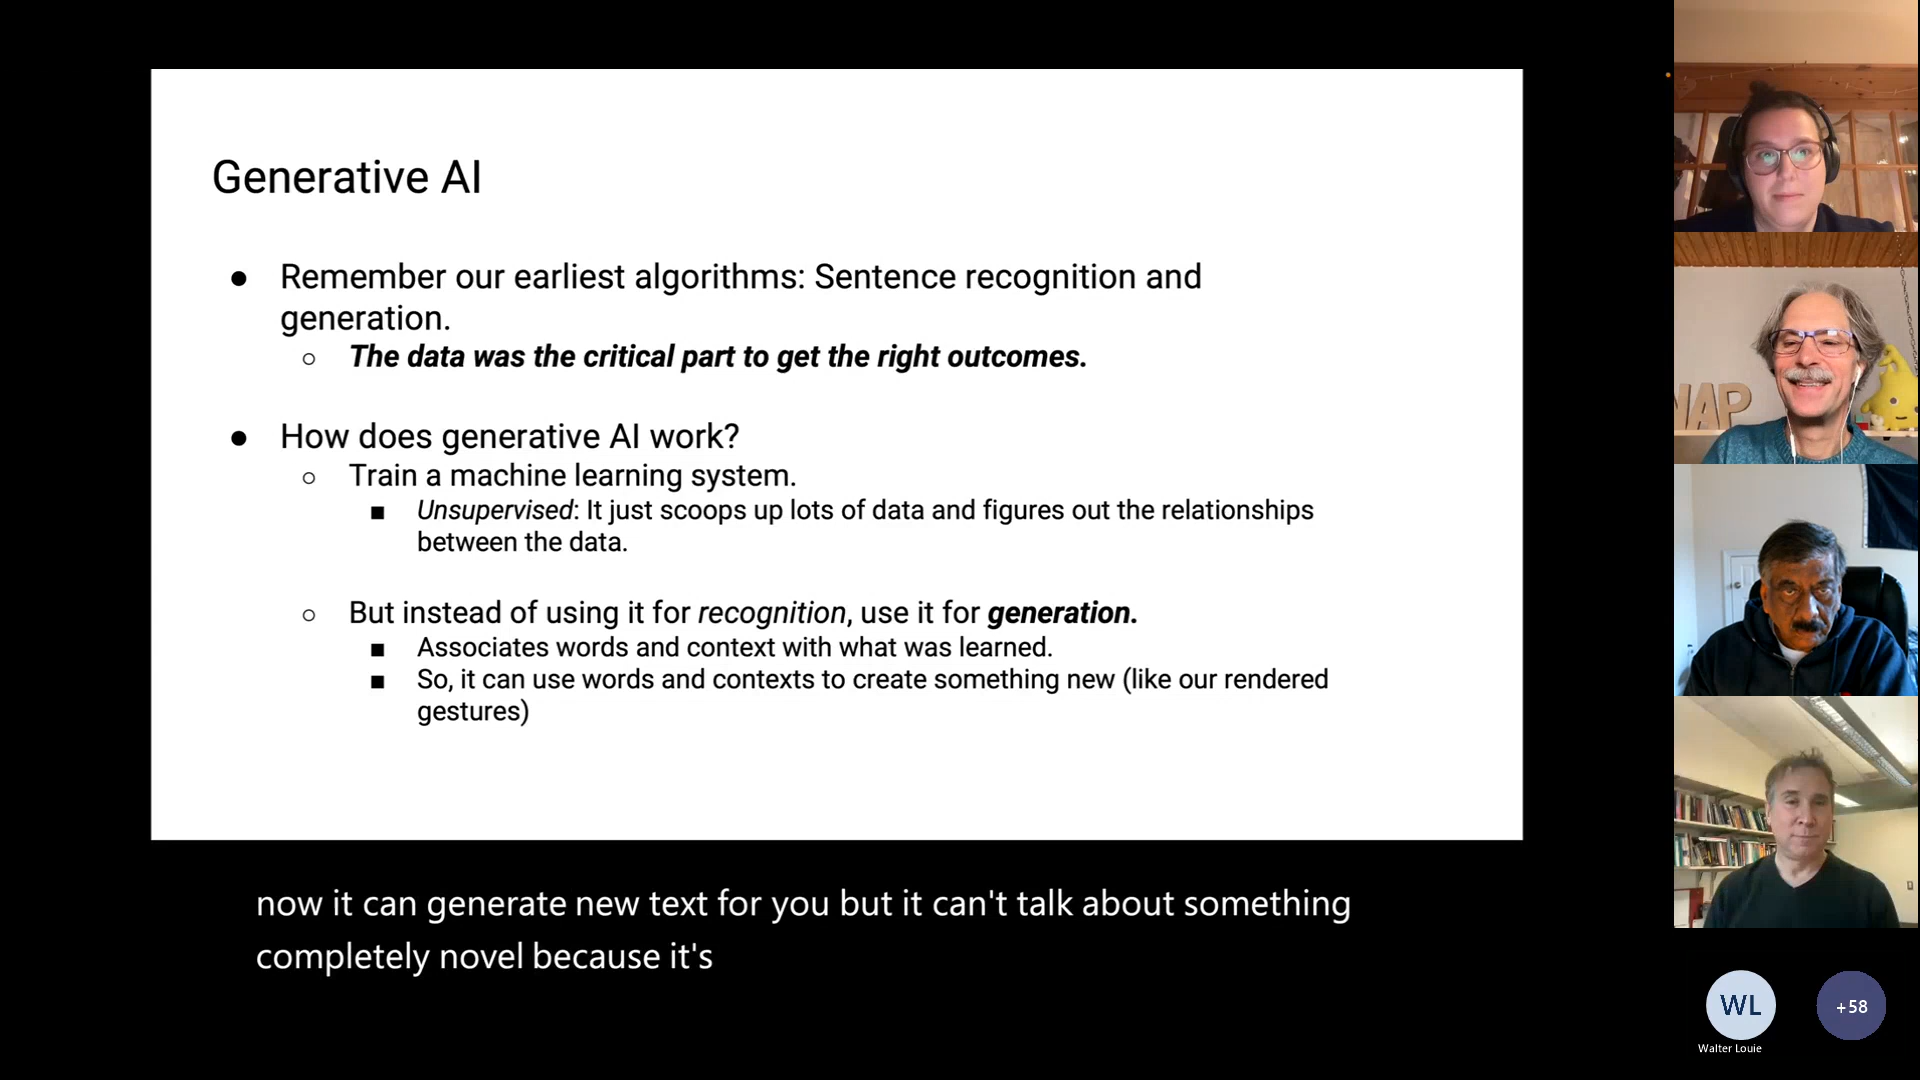 Generative AI
● Remember our earliest algorithms: Sentence recognition and
generation.
○ The data was the critical part to get the right outcomes.
● How does generative AI work?
○ Train a machine learning system.
■ Unsupervised: It just scoops up lots of data and figures out the relationships
between the data.
○ But instead of using it for recognition, use it for generation.
■ Associates words and context with what was learned.
■ So, it can use words and contexts to create something new (like our rendered
gestures)
now it can generate new text for you but it can't talk about something
completely novel because it's
NAP
WL
+58
Walter Louie